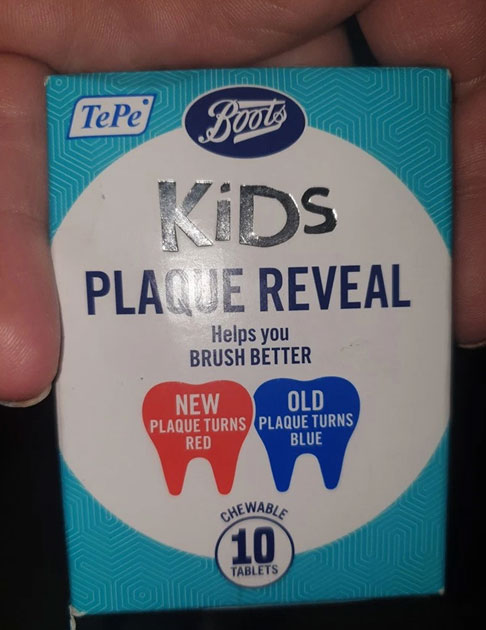 TePe
Boots
KiDS
PLAQUE REVEAL
Helps you
BRUSH BETTER
NEW
PLAQUE TURNS
RED
OLD
PLAQUE TURNS
BLUE
CHEWABLE
10
TABLETS